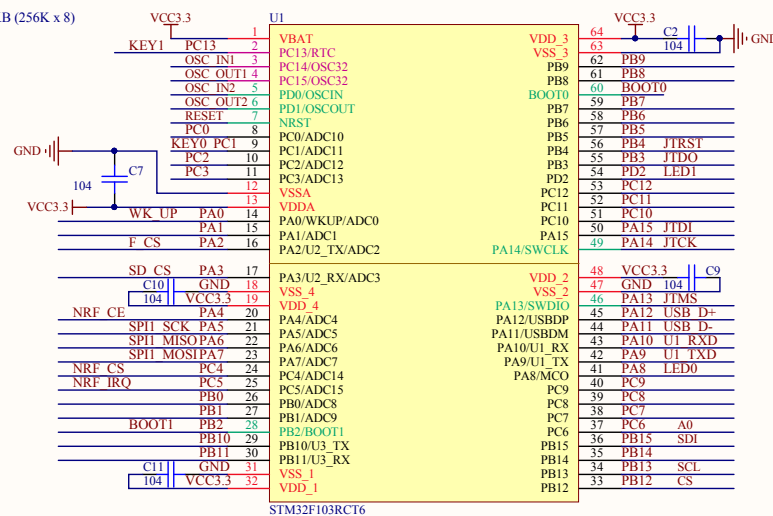 KB (256K x 8)
VCC3.3 U1 VCC3.3
1 VBAT VDD_3 64 C2 GND
KEY1 PC13 2 PC13/RTC VSS_3 63 104
OSC_IN1 3 PC14/OSC32 PB9 62 PB9
OSC_OUT1 4 PC15/OSC32 PB8 61 PB8
OSC_IN2 5 PD0/OSCIN BOOT0 60 BOOT0
OSC_OUT2 6 PD1/OSCOUT PB7 59 PB7
RESET 7 NRST PB6 58 PB6
PC0 8 PC0/ADC10 PB5 57 PB5
KEY0 PC1 9 PC1/ADC11 PB4 56 PB4 JTRST
PC2 10 PC2/ADC12 PB3 55 PB3 JTDO
PC3 11 PC3/ADC13 PD2 54 PD2 LED1
GND
C7
104
VCC3.3
12 VSSA PC12 53 PC12
13 VDDA PC11 52 PC11
WK_UP PA0 14 PA0/WKUP/ADC0 PC10 51 PC10
PA1 15 PA1/ADC1 PA15 50 PA15 JTDI
F_CS PA2 16 PA2/U2_TX/ADC2 PA14/SWCLK 49 PA14 JTCK
SD_CS PA3 17 PA3/U2_RX/ADC3 VDD_2 48 VCC3.3 C9
C10 GND 18 VSS_4 VSS_2 47 GND 104
104 VCC3.3 19 VDD_4 PA13/SWDIO 46 PA13 JTMS
NRF_CE PA4 20 PA4/ADC4 PA12/USBDP 45 PA12 USB_D+
SPI1_SCK PA5 21 PA5/ADC5 PA11/USBDM 44 PA11 USB_D-
SPI1_MISO PA6 22 PA6/ADC6 PA10/U1_RX 43 PA10 U1_RXD
SPI1_MOSI PA7 23 PA7/ADC7 PA9/U1_TX 42 PA9 U1_TXD
NRF_CS PC4 24 PC4/ADC14 PA8/MCO 41 PA8 LED0
NRF_IRQ PC5 25 PC5/ADC15 PC9 40 PC9
PB0 26 PB0/ADC8 PC8 39 PC8
PB1 27 PB1/ADC9 PC7 38 PC7
BOOT1 PB2 28 PB2/BOOT1 PC6 37 PC6 A0
PB10 29 PB10/U3_TX PB15 36 PB15 SDI
PB11 30 PB11/U3_RX PB14 35 PB14
C11 GND 31 VSS_1 PB13 34 PB13 SCL
104 VCC3.3 32 VDD_1 PB12 33 PB12 CS
STM32F103RCT6